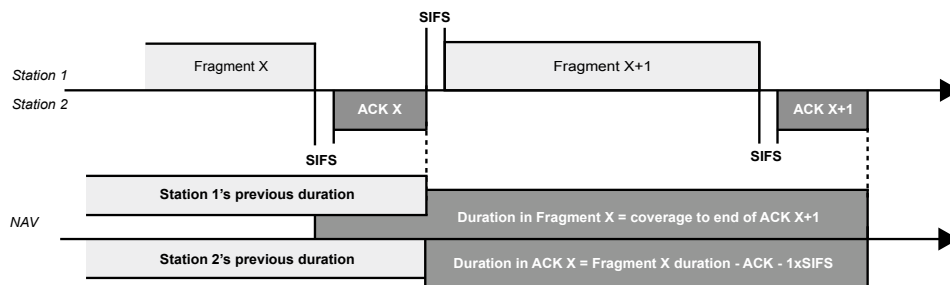 SIFS
Fragment X
Fragment X+1
Station 1
Station 2
ACK X
ACK X+1
SIFS
SIFS
Station 1's previous duration
Duration in Fragment X = coverage to end of ACK X+1
NAV
Station 2's previous duration
Duration in ACK X = Fragment X duration - ACK - 1xSIFS